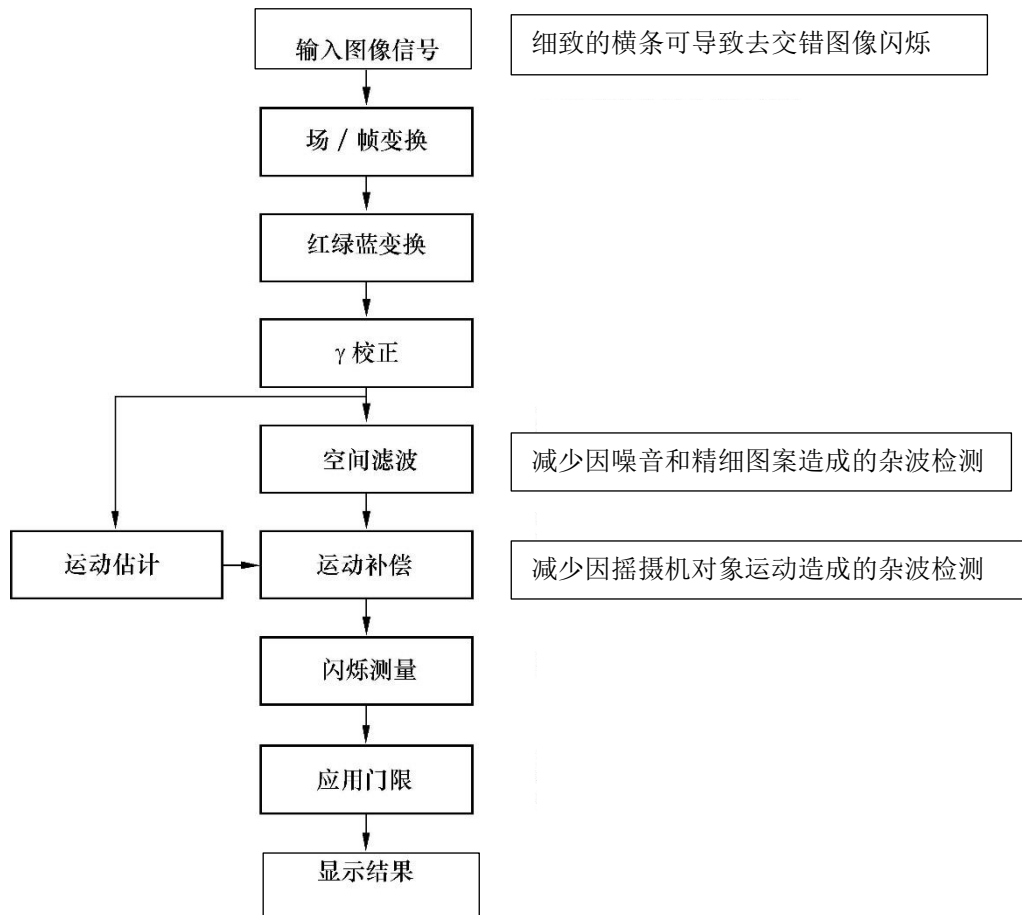 输入图像信号
细致的横条可导致去交错图像闪烁
场 / 帧变换
红绿蓝变换
γ 校正
空间滤波
减少因噪音和精细图案造成的杂波检测
运动估计
运动补偿
减少因摇摄机对象运动造成的杂波检测
闪烁测量
应用门限
显示结果